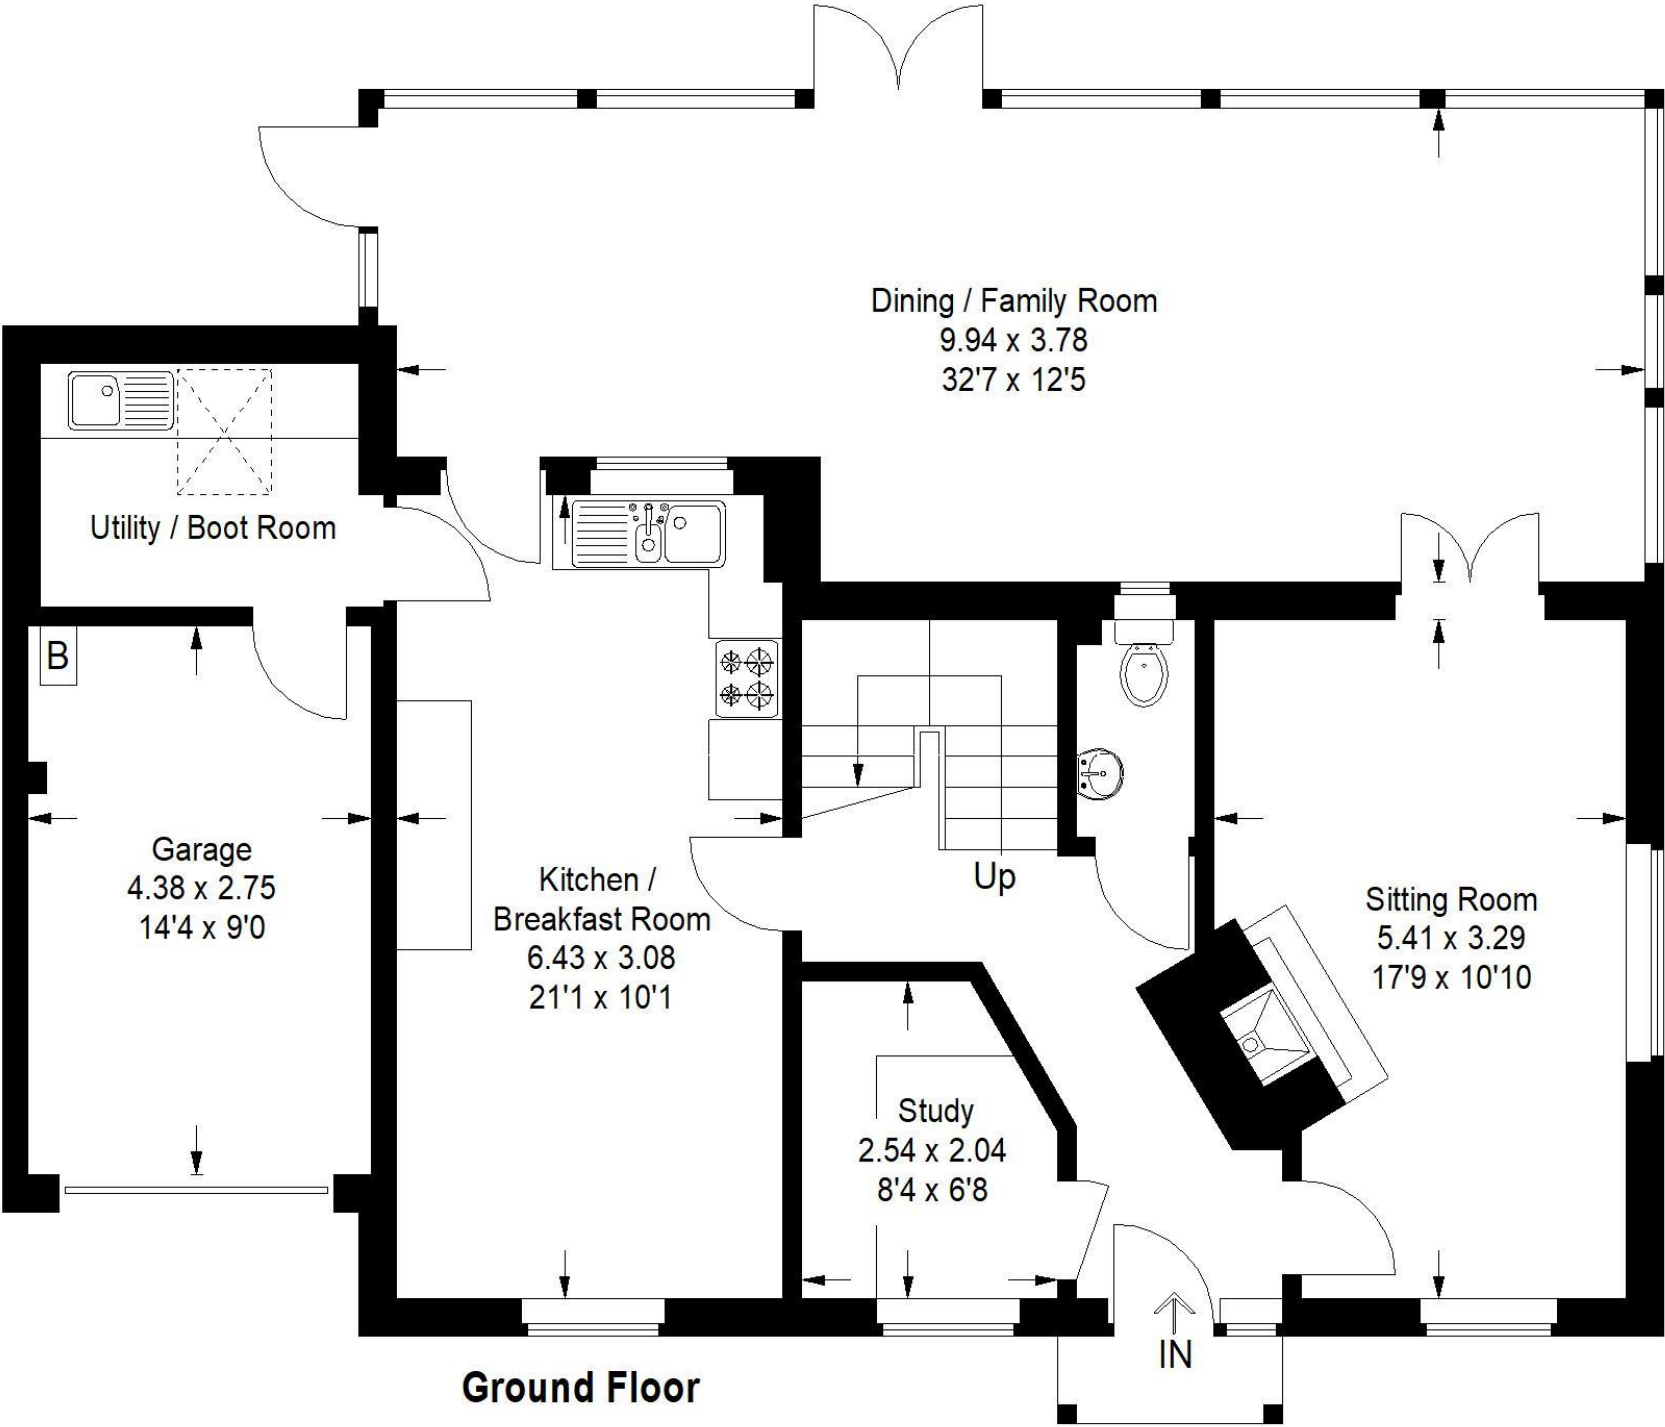 Dining / Family Room
9.94 x 3.78
32'7 x 12'5
Utility / Boot Room
B
Garage
4.38 x 2.75
14'4 x 9'0
Kitchen /
Breakfast Room
6.43 x 3.08
21'1 x 10'1
Up
Sitting Room
5.41 x 3.29
17'9 x 10'10
Study
2.54 x 2.04
8'4 x 6'8
IN
Ground Floor